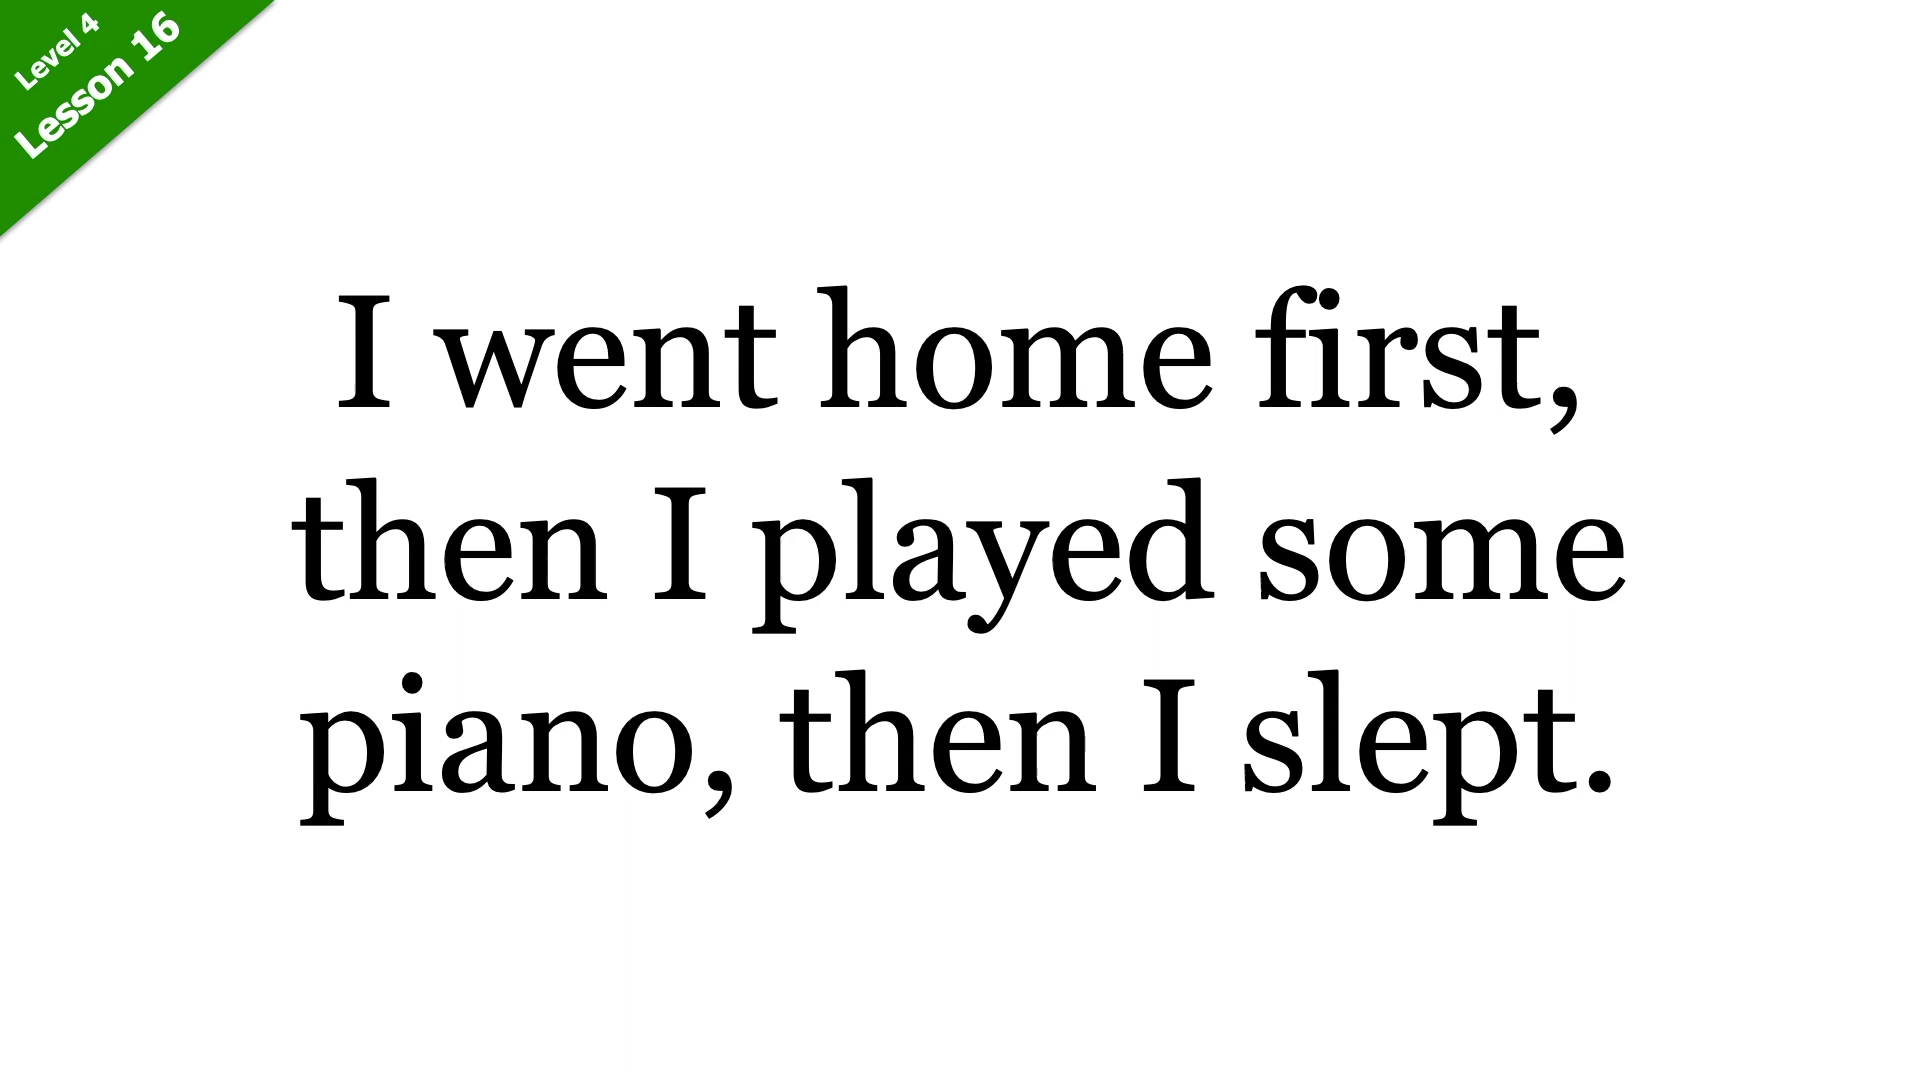 Level 4
Lesson 16
I went home first,
then I played some
piano, then I slept.